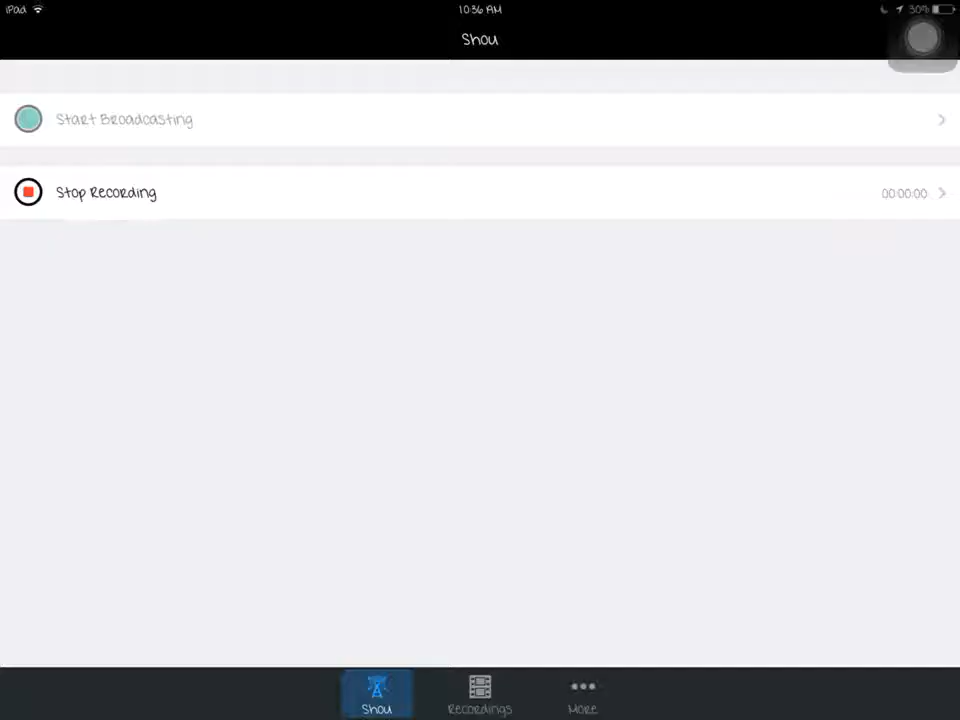 iPad 10:36 AM 30%
Shou
Start Broadcasting
Stop Recording 00:00:00
Shou Recordings More